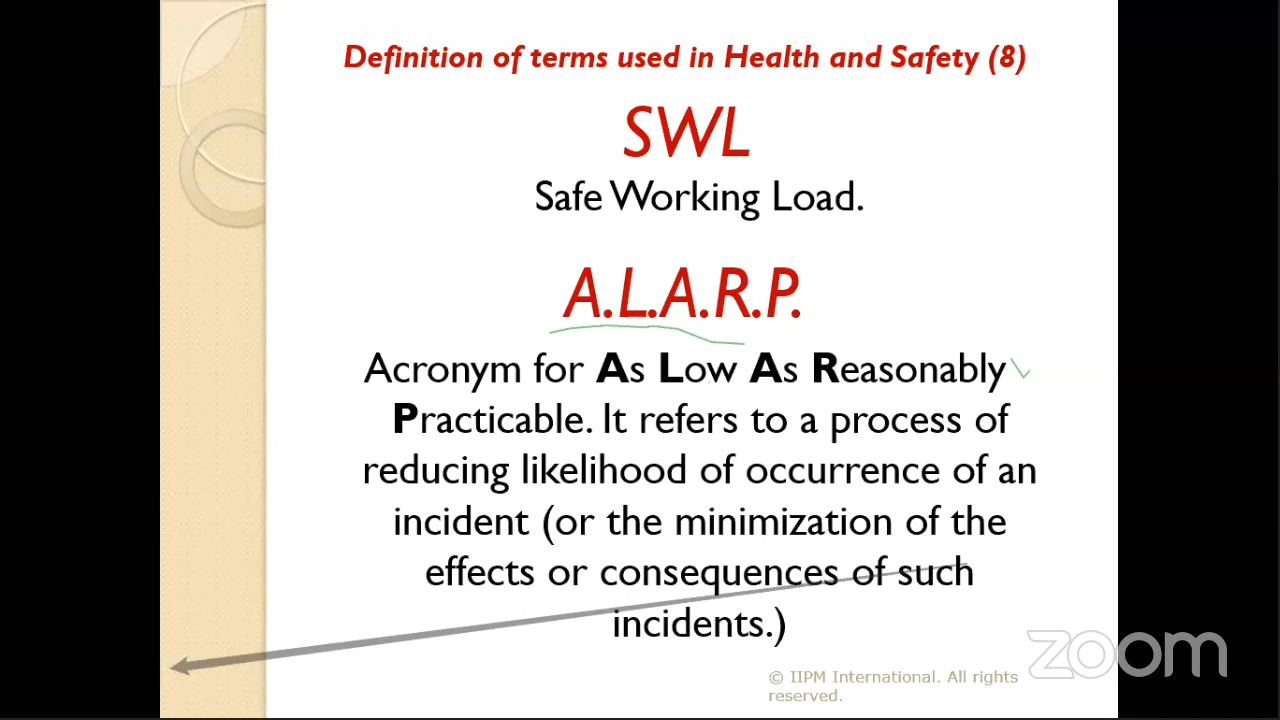 Definition of terms used in Health and Safety (8)
SWL
Safe Working Load.
A.L.A.R.P.
Acronym for As Low As Reasonably
Practicable. It refers to a process of
reducing likelihood of occurrence of an
incident (or the minimization of the
effects or consequences of such
incidents.)
zoom
© IIPM International. All rights
reserved.